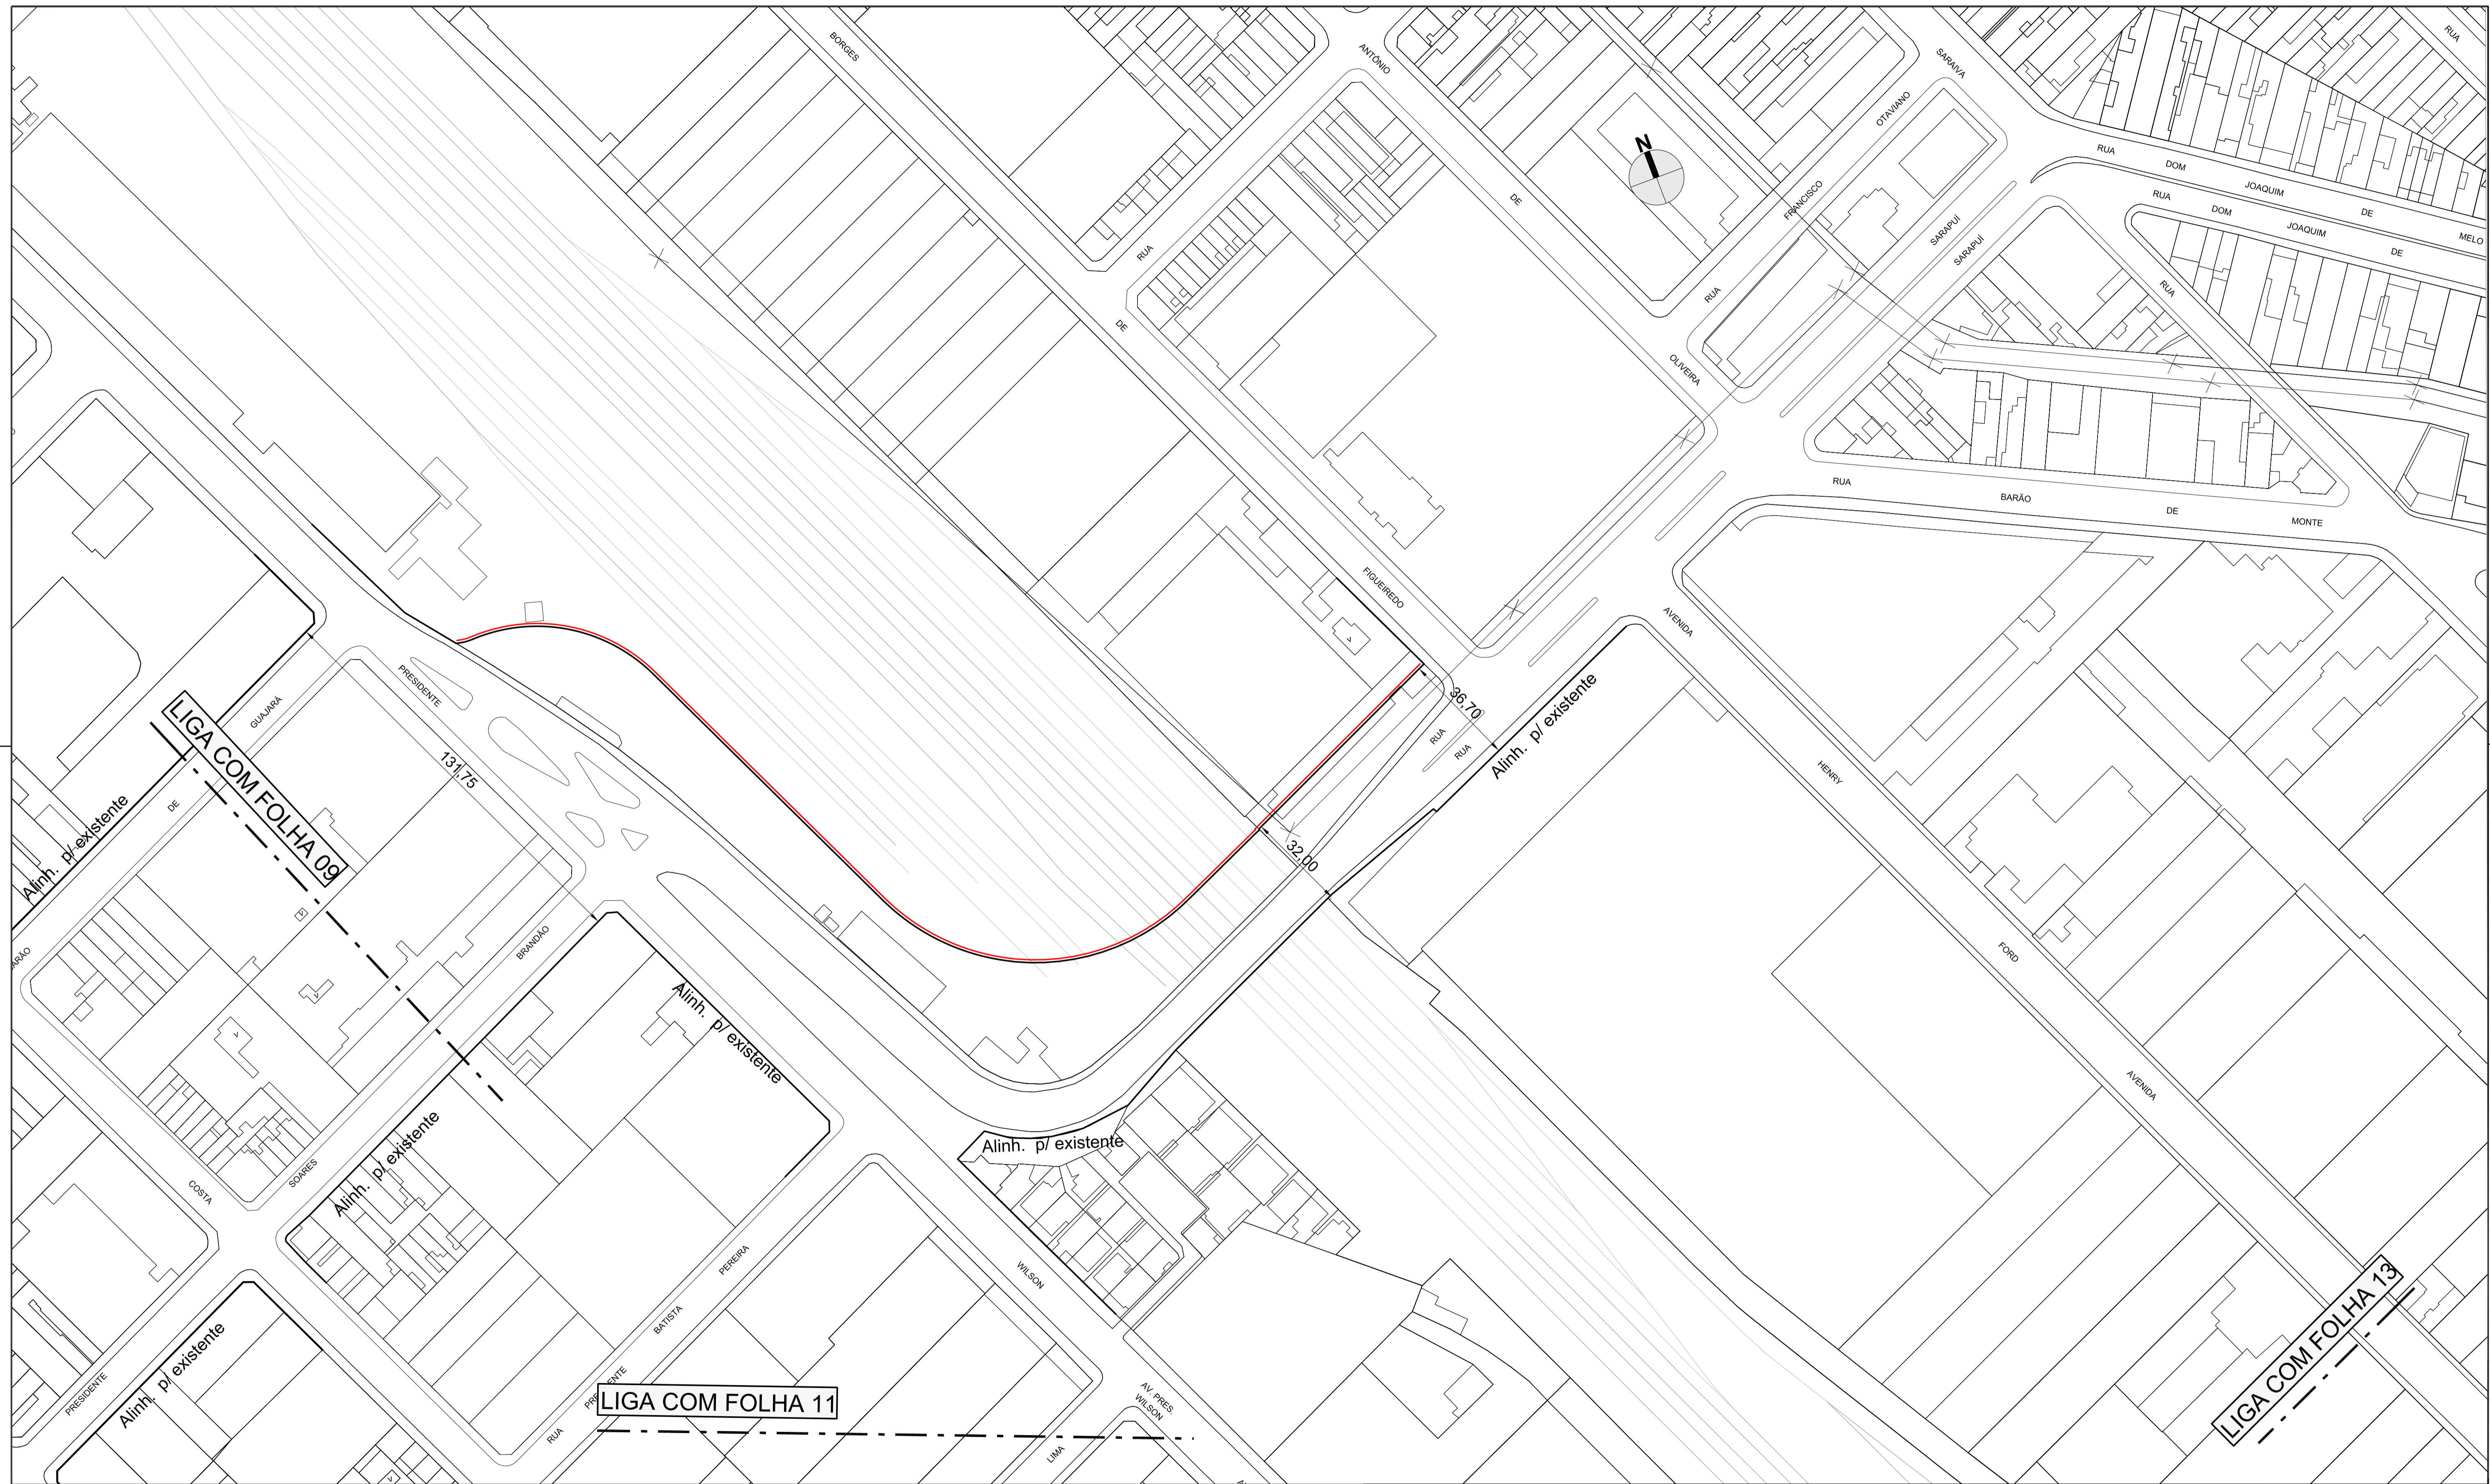 BORGES
ANTÔNIO
SARAIVA
RUA
N
OTAVIANO
FRANCISCO
RUA
DOM
JOAQUIM
DE
MELO
RUA
DOM
JOAQUIM
DE
DE
SARAPUÍ
SARAPUÍ
RUA
RUA
RUA
DE
OLIVEIRA
RUA
BARÃO
DE
MONTE
FIGUEIREDO
AVENIDA
PRESIDENTE
GUAJARÁ
36,70
RUA
RUA
Alinh. p/ existente
LIGA COM FOLHA 09
131,75
HENRY
DE
Alinh. p/ existente
32,00
BRANDÃO
FORD
Alinh. p/ existente
AVENIDA
Alinh. p/ existente
Alinh. p/ existente
SOARES
COSTA
PEREIRA
WILSON
BATISTA
LIGA COM FOLHA 13
Alinh. p/ existente
PRESIDENTE
LIGA COM FOLHA 11
AV. PRES.
WILSON
RUA
LIMA